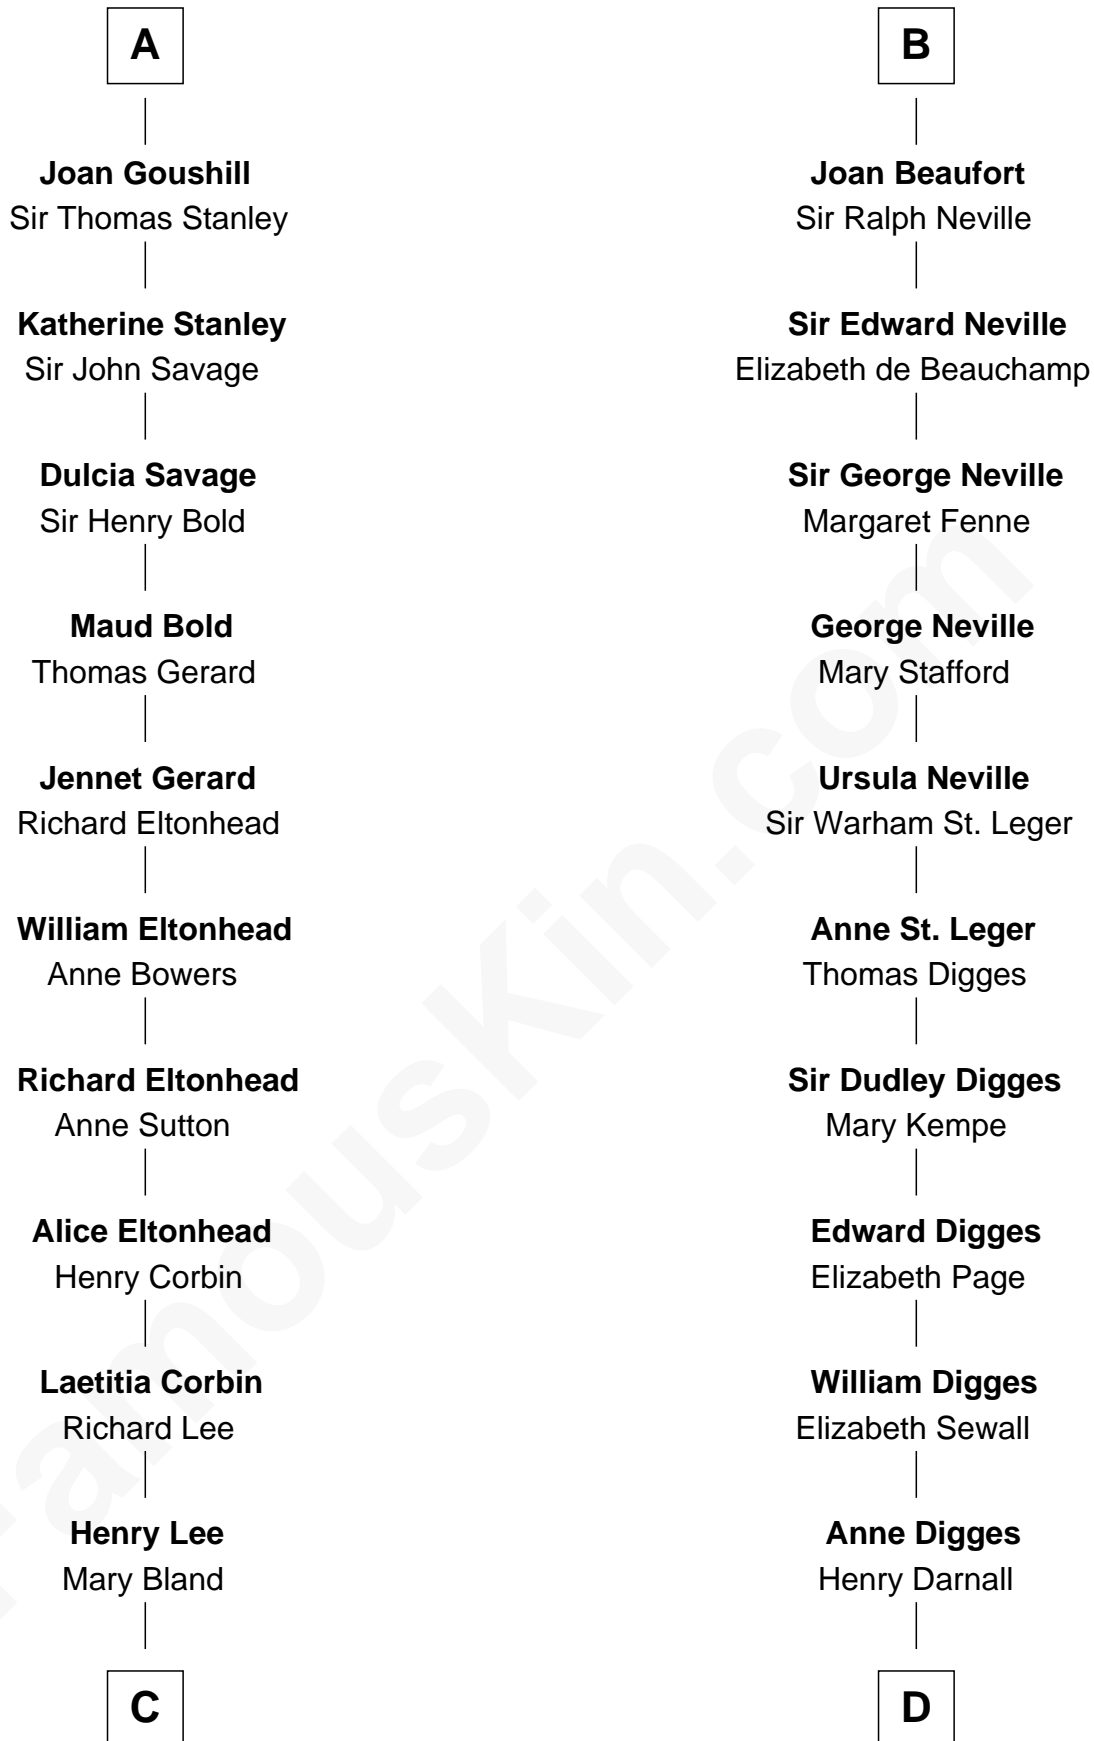 A
Joan Goushill
Sir Thomas Stanley
Katherine Stanley
Sir John Savage
Dulcia Savage
Sir Henry Bold
Maud Bold
Thomas Gerard
Jennet Gerard
Richard Eltonhead
William Eltonhead
Anne Bowers
Richard Eltonhead
Anne Sutton
Alice Eltonhead
Henry Corbin
Laetitia Corbin
Richard Lee
Henry Lee
Mary Bland
C
B
Joan Beaufort
Sir Ralph Neville
Sir Edward Neville
Elizabeth de Beauchamp
Sir George Neville
Margaret Fenne
George Neville
Mary Stafford
Ursula Neville
Sir Warham St. Leger
Anne St. Leger
Thomas Digges
Sir Dudley Digges
Mary Kempe
Edward Digges
Elizabeth Page
William Digges
Elizabeth Sewall
Anne Digges
Henry Darnall
D
FamousKin.com